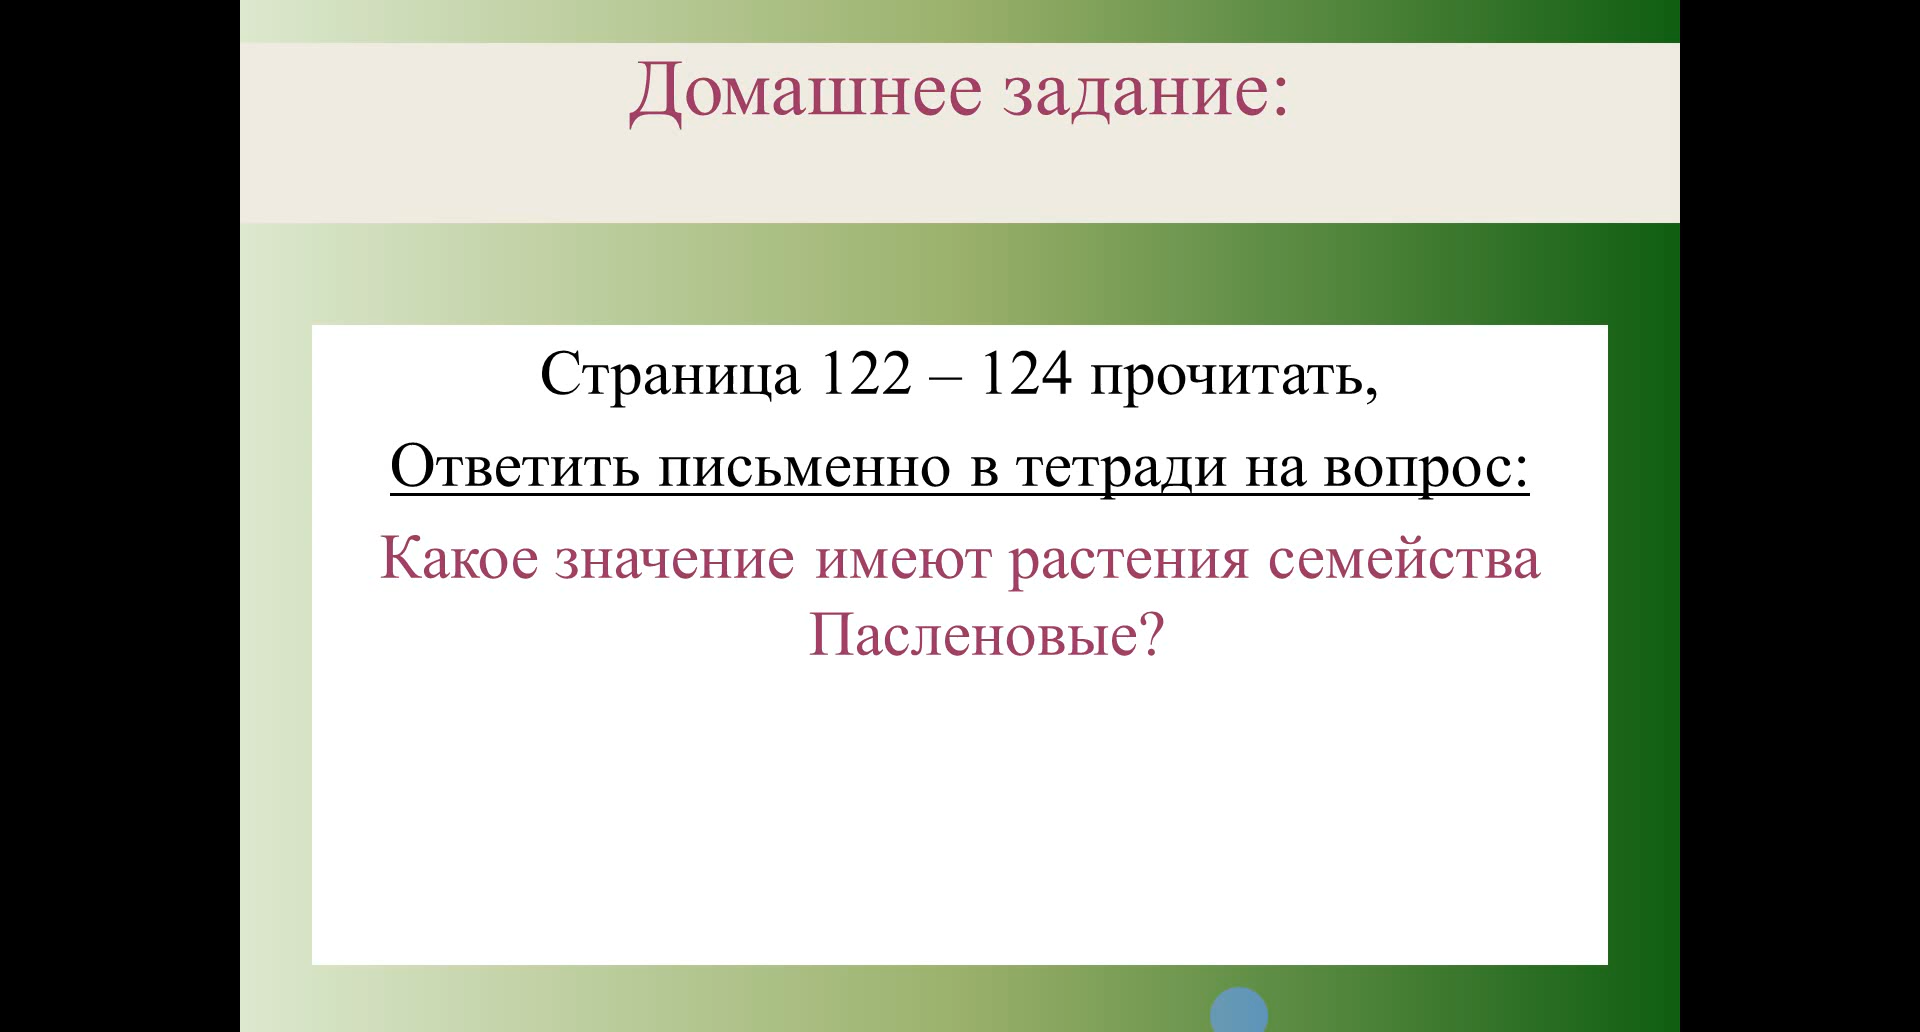 Домашнее задание:
Страница 122 – 124 прочитать,
Ответить письменно в тетради на вопрос:
Какое значение имеют растения семейства
Пасленовые?